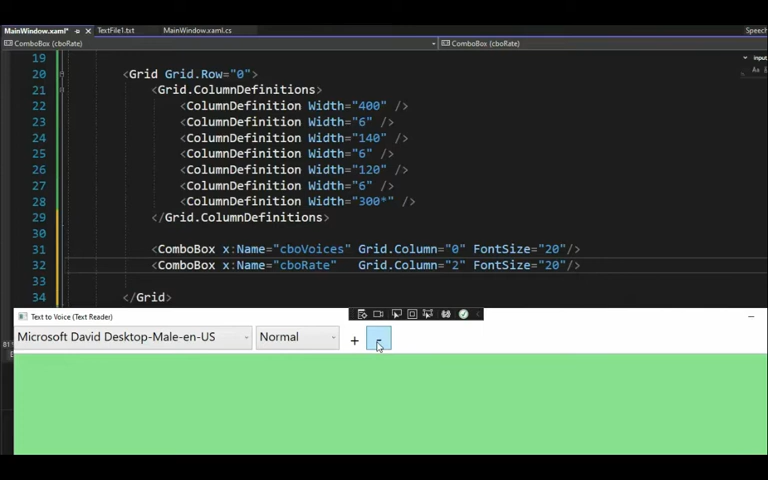 MainWindow.xaml* TextFile1.txt MainWindow.xaml.cs Speech
ComboBox (cboRate) ComboBox (cboRate) input
19
20 <Grid Grid.Row="0">
21 <Grid.ColumnDefinitions>
22 <ColumnDefinition Width="400" />
23 <ColumnDefinition Width="6" />
24 <ColumnDefinition Width="140" />
25 <ColumnDefinition Width="6" />
26 <ColumnDefinition Width="120" />
27 <ColumnDefinition Width="6" />
28 <ColumnDefinition Width="300*" />
29 </Grid.ColumnDefinitions>
30
31 <ComboBox x:Name="cboVoices" Grid.Column="0" FontSize="20"/>
32 <ComboBox x:Name="cboRate" Grid.Column="2" FontSize="20"/>
33
34 </Grid>
Text to Voice (Text Reader)
Microsoft David Desktop-Male-en-US Normal + -